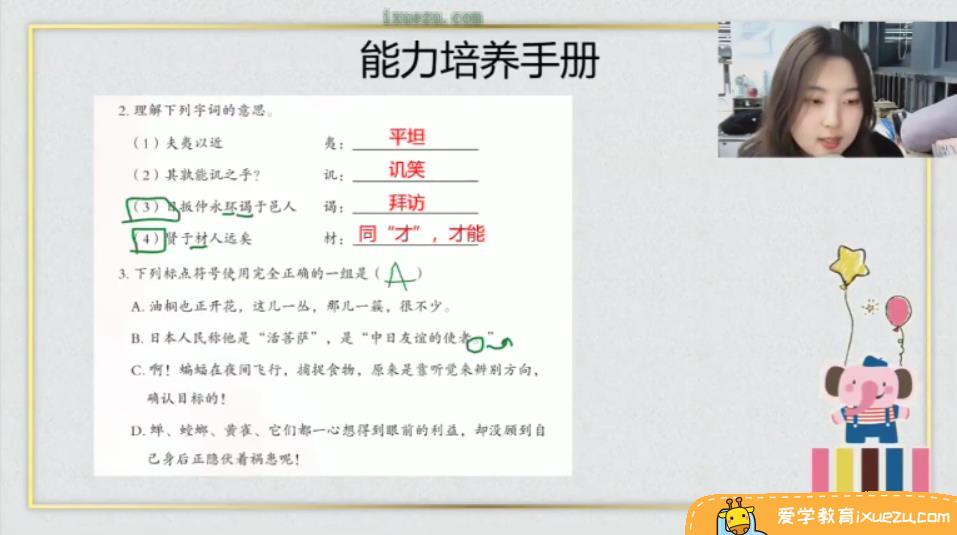 ixuezu.com
能力培养手册
2. 理解下列字词的意思。
（1）夫夷以近 夷： 平坦
（2）其孰能讥之乎？ 讥： 讥笑
（3）日扳仲永环谒于邑人 谒： 拜访
（4）贤于材人远矣 材： 同“才”，才能
3. 下列标点符号使用完全正确的一组是（A）
A. 油桐也正开花，这儿一丛，那儿一簇，很不少。
B. 日本人民称他是“活菩萨”，是“中日友谊的使者。”
C. 啊！蝙蝠在夜间飞行，捕捉食物，原来是靠听觉来辨别方向，
确认目标的！
D. 蝉、螳螂、黄雀、它们都一心想得到眼前的利益，却没顾到自
己身后正隐伏着祸患呢！
爱学教育ixuezu.com